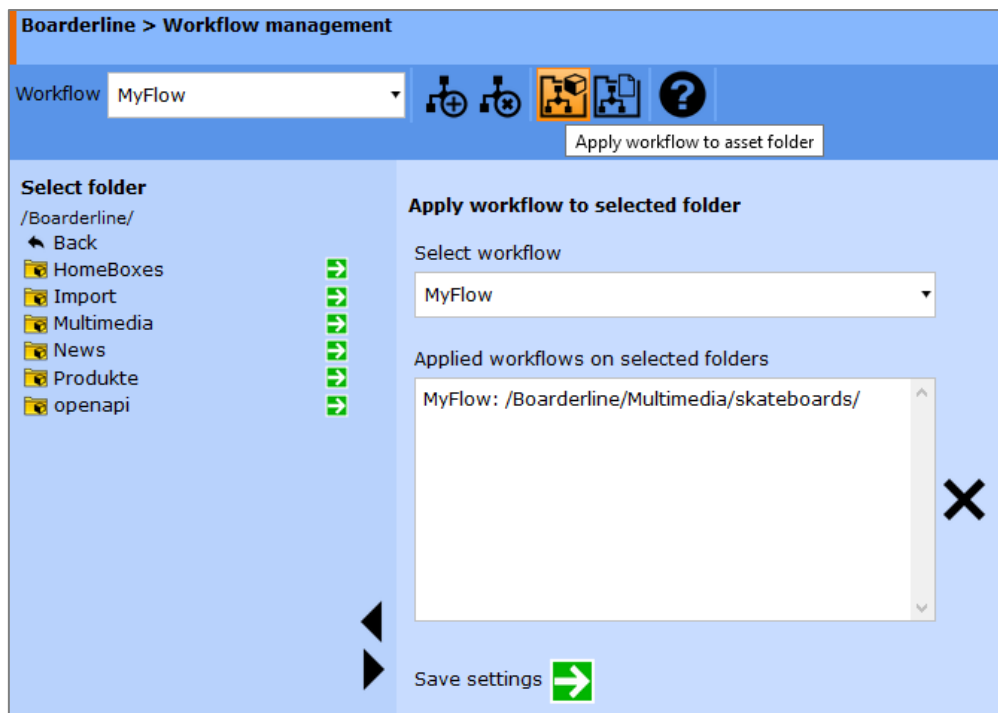 Boarderline > Workflow management
Workflow MyFlow
Apply workflow to asset folder
Select folder
/Boarderline/
Back
HomeBoxes
Import
Multimedia
News
Produkte
openapi
Apply workflow to selected folder
Select workflow
MyFlow
Applied workflows on selected folders
MyFlow: /Boarderline/Multimedia/skateboards/
Save settings